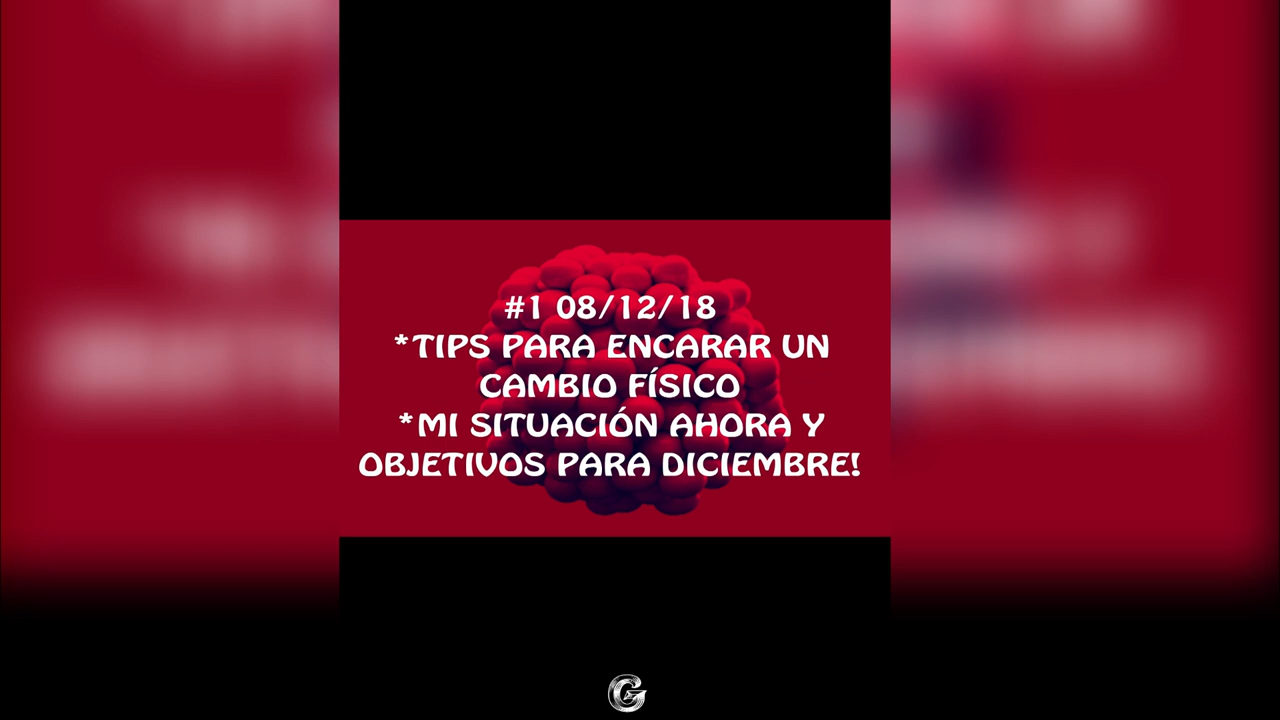 #1 08/12/18
*TIPS PARA ENCARAR UN
CAMBIO FÍSICO
*MI SITUACIÓN AHORA Y
OBJETIVOS PARA DICIEMBRE!
G